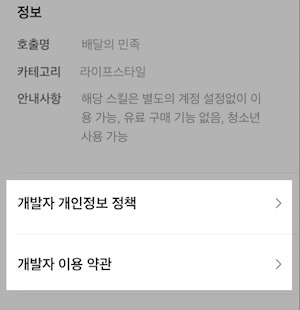 정보
호출명 배달의 민족
카테고리 라이프스타일
안내사항 해당 스킬은 별도의 계정 설정없이 이
용 가능, 유료 구매 기능 없음, 청소년
사용 가능
개발자 개인정보 정책
개발자 이용 약관